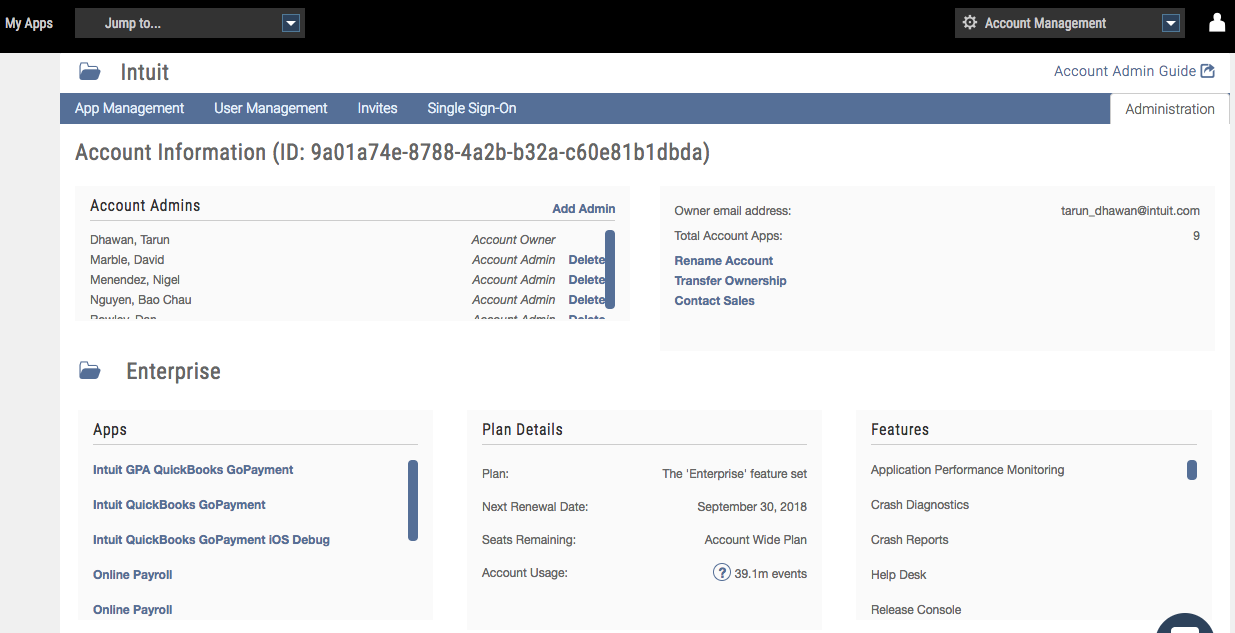 My Apps Jump to... Account Management
Intuit Account Admin Guide
App Management User Management Invites Single Sign-On Administration
Account Information (ID: 9a01a74e-8788-4a2b-b32a-c60e81b1dbda)
Account Admins Add Admin
Dhawan, Tarun Account Owner
Marble, David Account Admin Delete
Menendez, Nigel Account Admin Delete
Nguyen, Bao Chau Account Admin Delete
Account Admin Delete
Owner email address: tarun_dhawan@intuit.com
Total Account Apps: 9
Rename Account
Transfer Ownership
Contact Sales
Enterprise
Apps
Intuit GPA QuickBooks GoPayment
Intuit QuickBooks GoPayment
Intuit QuickBooks GoPayment iOS Debug
Online Payroll
Online Payroll
Plan Details
Plan: The 'Enterprise' feature set
Next Renewal Date: September 30, 2018
Seats Remaining: Account Wide Plan
Account Usage: ? 39.1m events
Features
Application Performance Monitoring
Crash Diagnostics
Crash Reports
Help Desk
Release Console